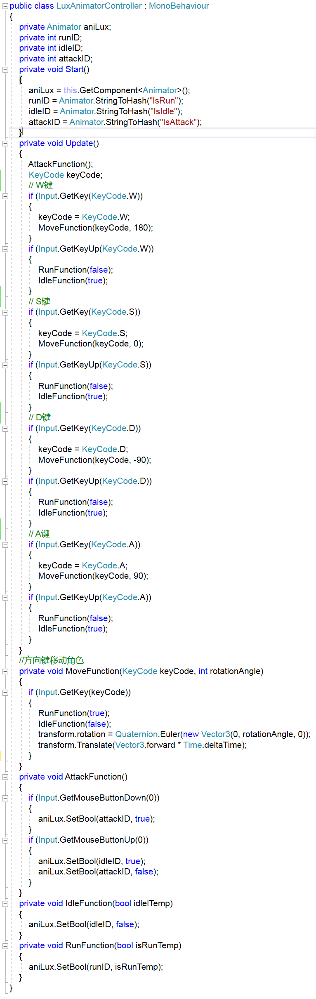 public class LuxAnimatorController : MonoBehaviour
{
    private Animator aniLux;
    private int runID;
    private int idleID;
    private int attackID;
    private void Start()
    {
        aniLux = this.GetComponent<Animator>();
        runID = Animator.StringToHash("IsRun");
        idleID = Animator.StringToHash("IsIdle");
        attackID = Animator.StringToHash("IsAttack");
    }
    private void Update()
    {
        AttackFunction();
        KeyCode keyCode;
        // W键
        if (Input.GetKey(KeyCode.W))
        {
            keyCode = KeyCode.W;
            MoveFunction(keyCode, 180);
        }
        if (Input.GetKeyUp(KeyCode.W))
        {
            RunFunction(false);
            IdleFunction(true);
        }
        // S键
        if (Input.GetKey(KeyCode.S))
        {
            keyCode = KeyCode.S;
            MoveFunction(keyCode, 0);
        }
        if (Input.GetKeyUp(KeyCode.S))
        {
            RunFunction(false);
            IdleFunction(true);
        }
        // D键
        if (Input.GetKey(KeyCode.D))
        {
            keyCode = KeyCode.D;
            MoveFunction(keyCode, -90);
        }
        if (Input.GetKeyUp(KeyCode.D))
        {
            RunFunction(false);
            IdleFunction(true);
        }
        // A键
        if (Input.GetKey(KeyCode.A))
        {
            keyCode = KeyCode.A;
            MoveFunction(keyCode, 90);
        }
        if (Input.GetKeyUp(KeyCode.A))
        {
            RunFunction(false);
            IdleFunction(true);
        }
    }
    //方向键移动角色
    private void MoveFunction(KeyCode keyCode, int rotationAngle)
    {
        if (Input.GetKey(keyCode))
        {
            RunFunction(true);
            IdleFunction(false);
            transform.rotation = Quaternion.Euler(new Vector3(0, rotationAngle, 0));
            transform.Translate(Vector3.forward * Time.deltaTime);
        }
    }
    private void AttackFunction()
    {
        if (Input.GetMouseButtonDown(0))
        {
            aniLux.SetBool(attackID, true);
        }
        if (Input.GetMouseButtonUp(0))
        {
            aniLux.SetBool(idleID, true);
            aniLux.SetBool(attackID, false);
        }
    }
    private void IdleFunction(bool idlelTemp)
    {
        aniLux.SetBool(idleID, false);
    }
    private void RunFunction(bool isRunTemp)
    {
        aniLux.SetBool(runID, isRunTemp);
    }
}